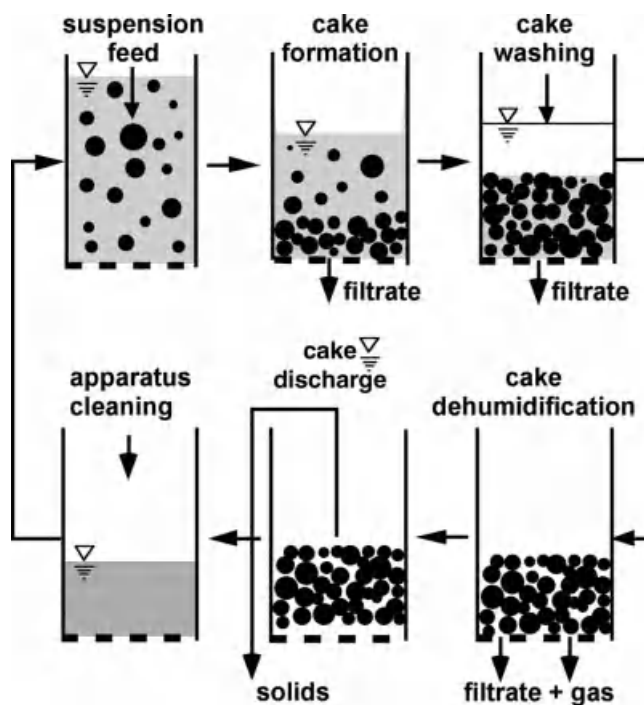 suspension
feed
cake
formation
cake
washing
filtrate
filtrate
apparatus
cleaning
cake
discharge
cake
dehumidification
solids
filtrate + gas